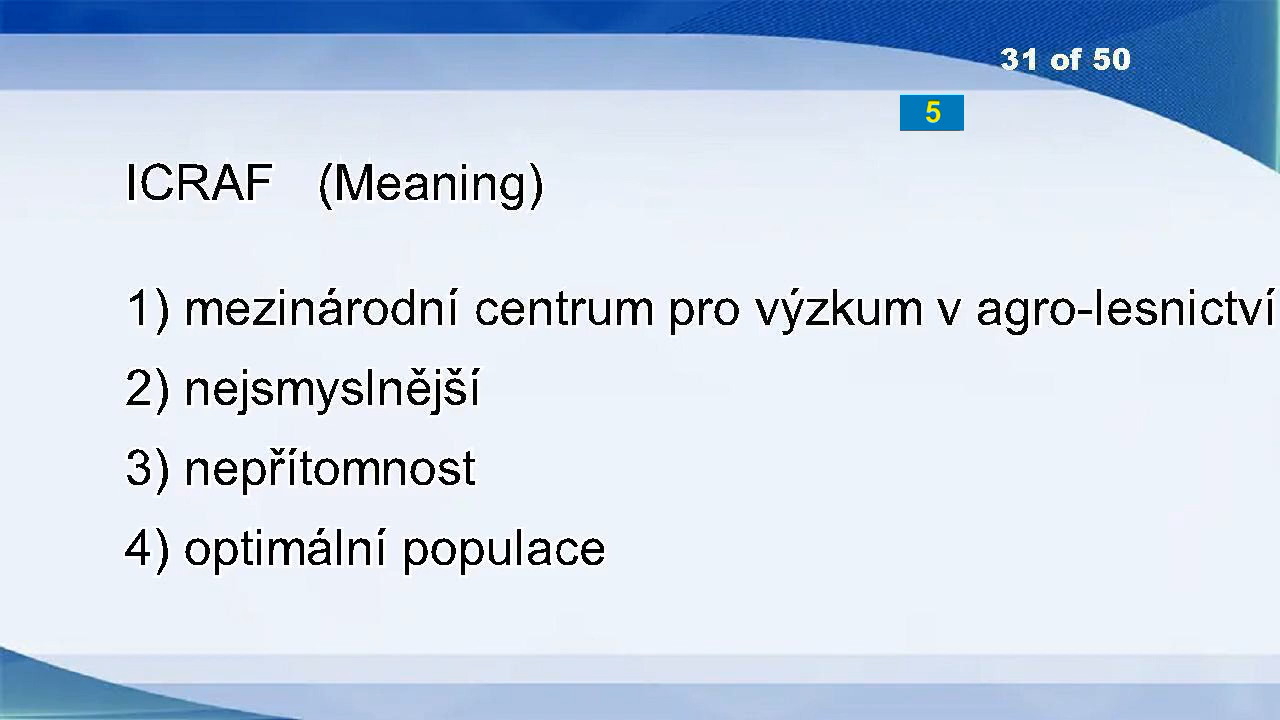 31 of 50
5
ICRAF (Meaning)
1) mezinárodní centrum pro výzkum v agro-lesnictví
2) nejsmyslnější
3) nepřítomnost
4) optimální populace